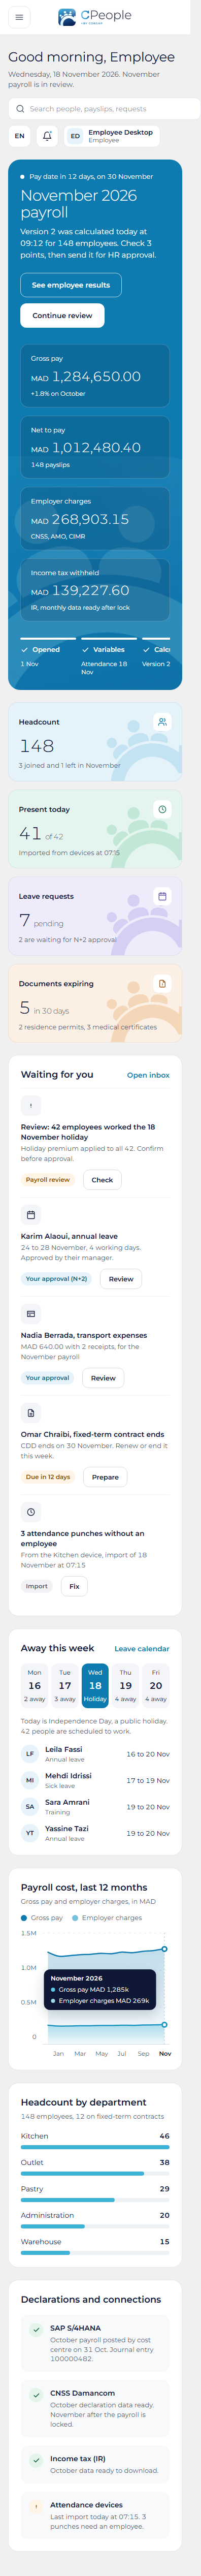 CPeople
Good morning, Employee
Wednesday, 18 November 2026. November
payroll is in review.
Search people, payslips, requests
EN
ED
Employee Desktop
Employee
Pay date in 12 days, on 30 November
November 2026
payroll
Version 2 was calculated today at
09:12 for 148 employees. Check 3
points, then send it for HR approval.
See employee results
Continue review
Gross pay
MAD 1,284,650.00
+1.8% on October
Net to pay
MAD 1,012,480.40
148 payslips
Employer charges
MAD 268,903.15
CNSS, AMO, CIMR
Income tax withheld
MAD 139,227.60
IR, monthly data ready after lock
Opened
1 Nov
Variables
Attendance 18
Nov
Calcu
Version 2
Headcount
148
3 joined and 1 left in November
Present today
41 of 42
Imported from devices at 07:15
Leave requests
7 pending
2 are waiting for N+2 approval
Documents expiring
5 in 30 days
2 residence permits, 3 medical certificates
Waiting for you
Open inbox
Review: 42 employees worked the 18
November holiday
Holiday premium applied to all 42. Confirm
before approval.
Payroll review
Check
Karim Alaoui, annual leave
24 to 28 November, 4 working days.
Approved by their manager.
Your approval (N+2)
Review
Nadia Berrada, transport expenses
MAD 640.00 with 2 receipts, for the
November payroll
Your approval
Review
Omar Chraibi, fixed-term contract ends
CDD ends on 30 November. Renew or end it
this week.
Due in 12 days
Prepare
3 attendance punches without an
employee
From the Kitchen device, import of 18
November at 07:15
Import
Fix
Away this week
Leave calendar
Mon
16
2 away
Tue
17
3 away
Wed
18
Holiday
Thu
19
4 away
Fri
20
4 away
Today is Independence Day, a public holiday.
42 people are scheduled to work.
LF
Leila Fassi
Annual leave
16 to 20 Nov
MI
Mehdi Idrissi
Sick leave
17 to 19 Nov
SA
Sara Amrani
Training
19 to 20 Nov
YT
Yassine Tazi
Annual leave
19 to 20 Nov
Payroll cost, last 12 months
Gross pay and employer charges, in MAD
Gross pay
Employer charges
1.5M
1.0M
0.5M
0
November 2026
Gross pay MAD 1,285k
Employer charges MAD 269k
Jan
Mar
May
Jul
Sep
Nov
Headcount by department
148 employees, 12 on fixed-term contracts
Kitchen 46
Outlet 38
Pastry 29
Administration 20
Warehouse 15
Declarations and connections
SAP S/4HANA
October payroll posted by cost
centre on 31 Oct. Journal entry
100000482.
CNSS Damancom
October declaration data ready.
November after the payroll is
locked.
Income tax (IR)
October data ready to download.
Attendance devices
Last import today at 07:15. 3
punches need an employee.